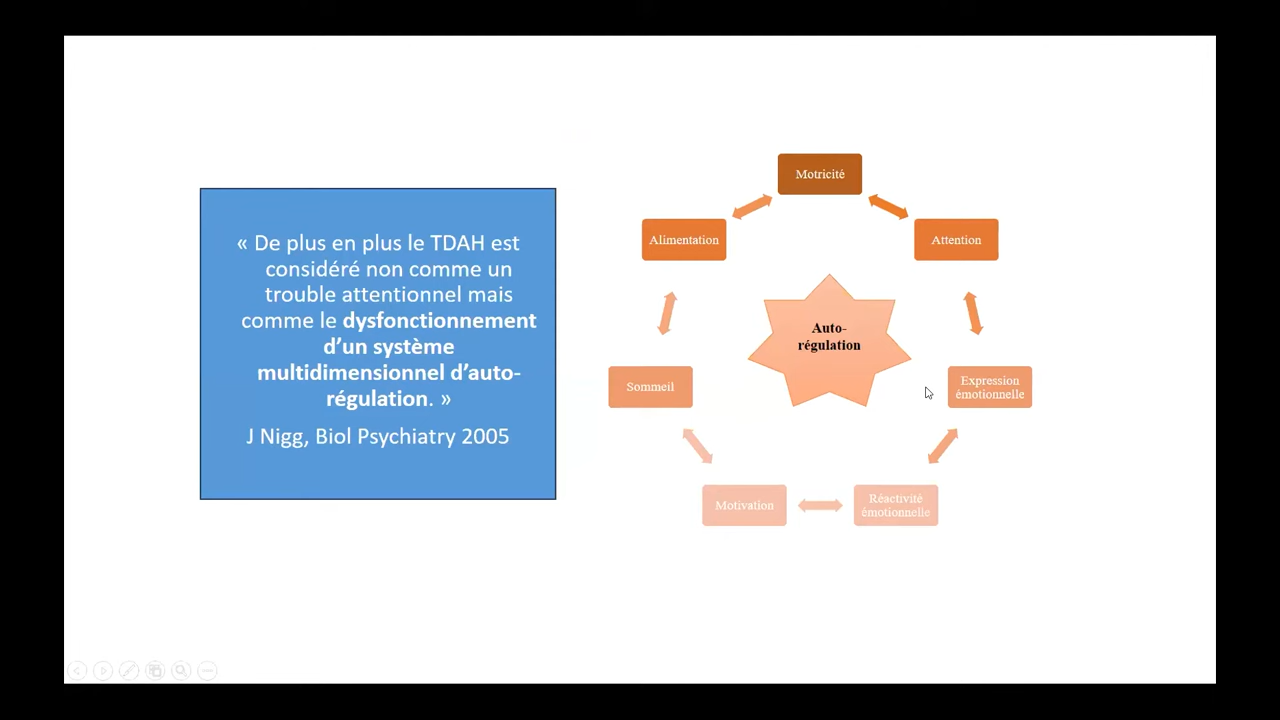 « De plus en plus le TDAH est
considéré non comme un
trouble attentionnel mais
comme le dysfonctionnement
d’un système
multidimensionnel d’auto-
régulation. »
J Nigg, Biol Psychiatry 2005
Motricité
Alimentation
Attention
Auto-
régulation
Sommeil
Expression
émotionnelle
Motivation
Réactivité
émotionnelle